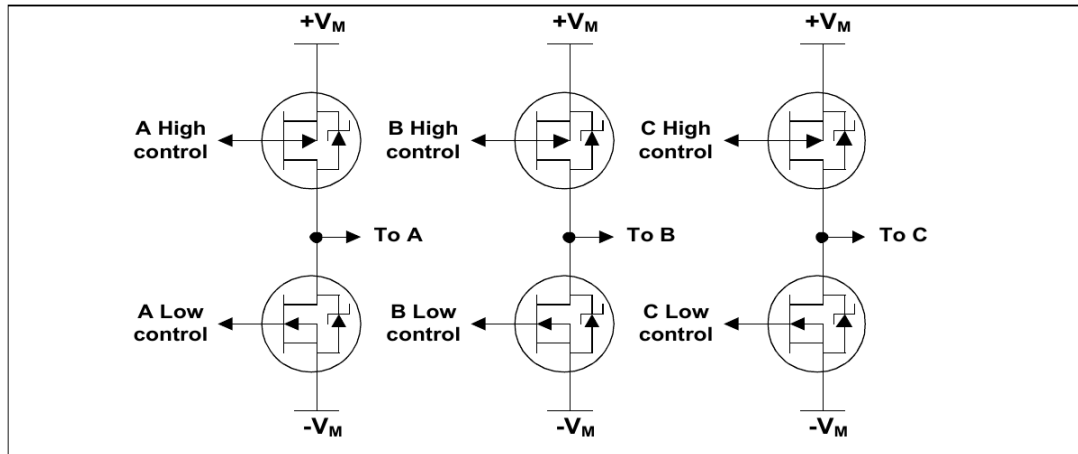 +VM +VM +VM
A High control B High control C High control
To A To B To C
A Low control B Low control C Low control
-VM -VM -VM